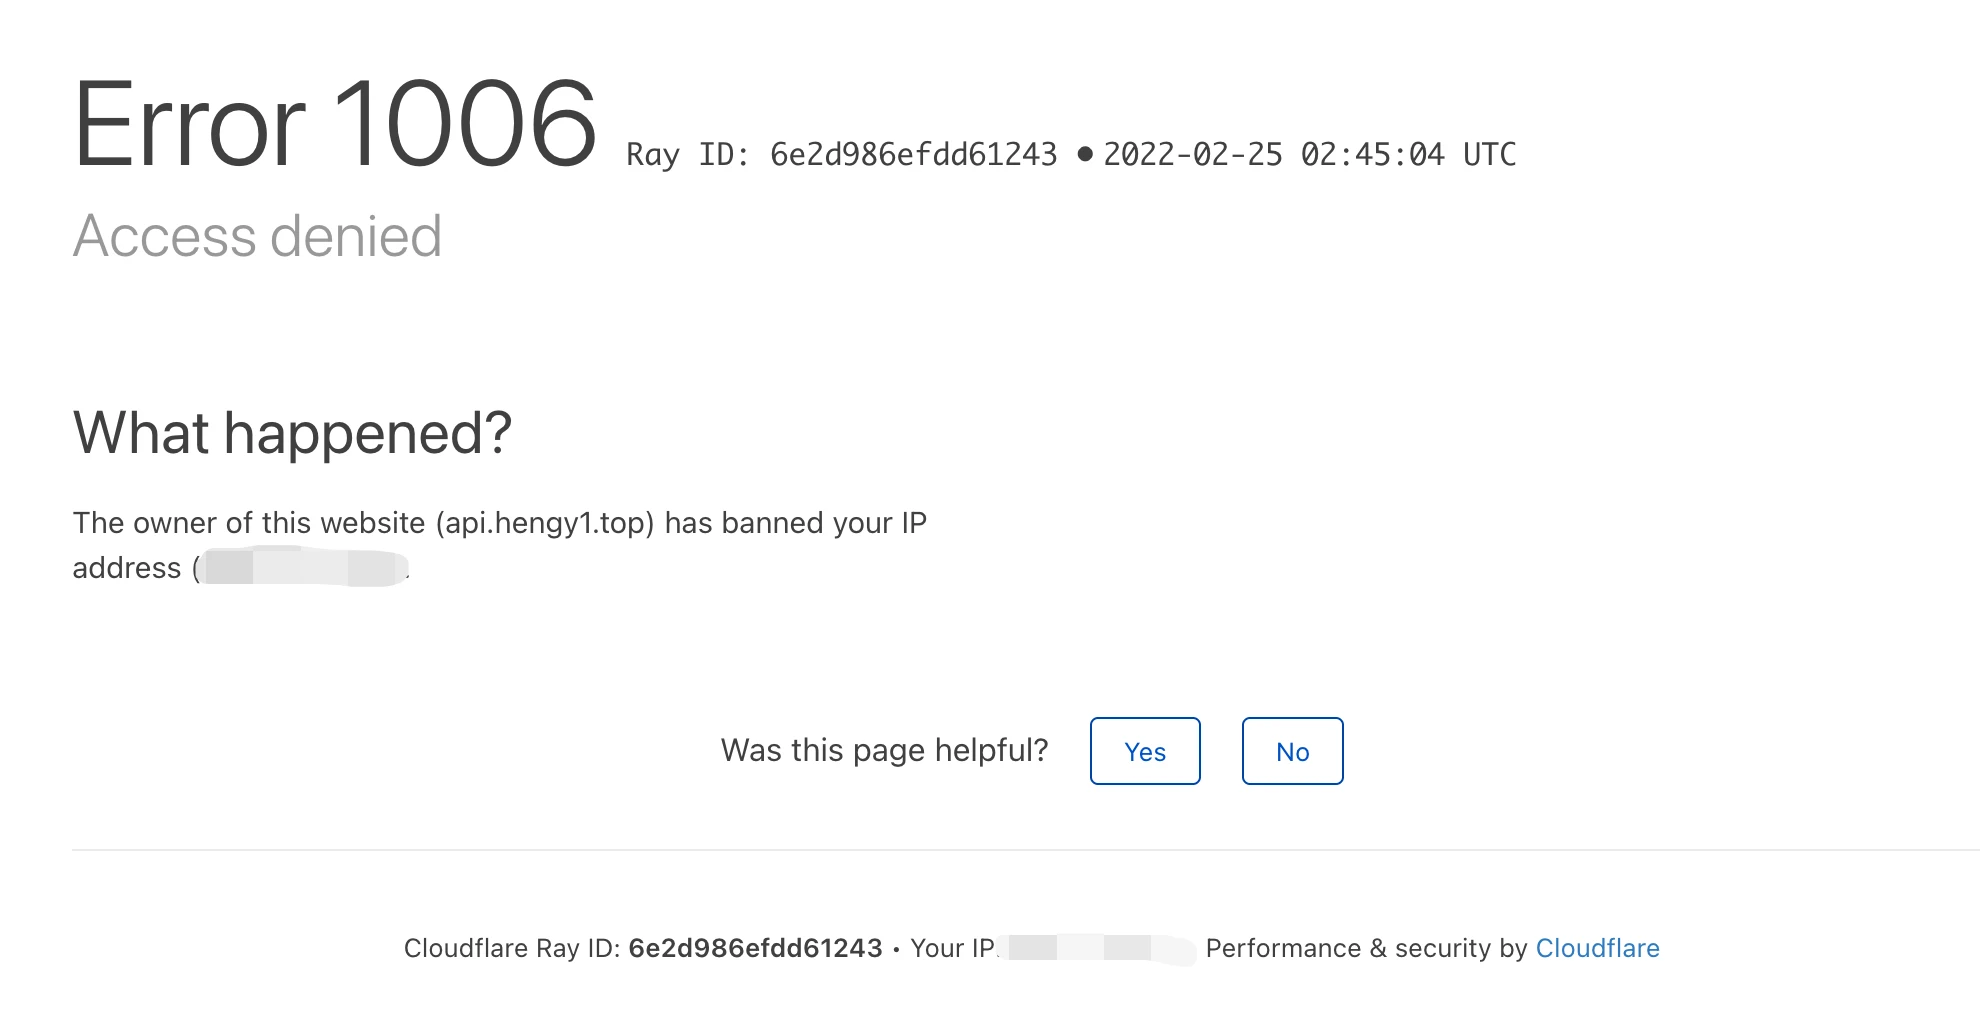 Error 1006 Ray ID: 6e2d986efdd61243 • 2022-02-25 02:45:04 UTC
Access denied
What happened?
The owner of this website (api.hengy1.top) has banned your IP
address (
Was this page helpful? Yes No
Cloudflare Ray ID: 6e2d986efdd61243 • Your IP: Performance & security by Cloudflare